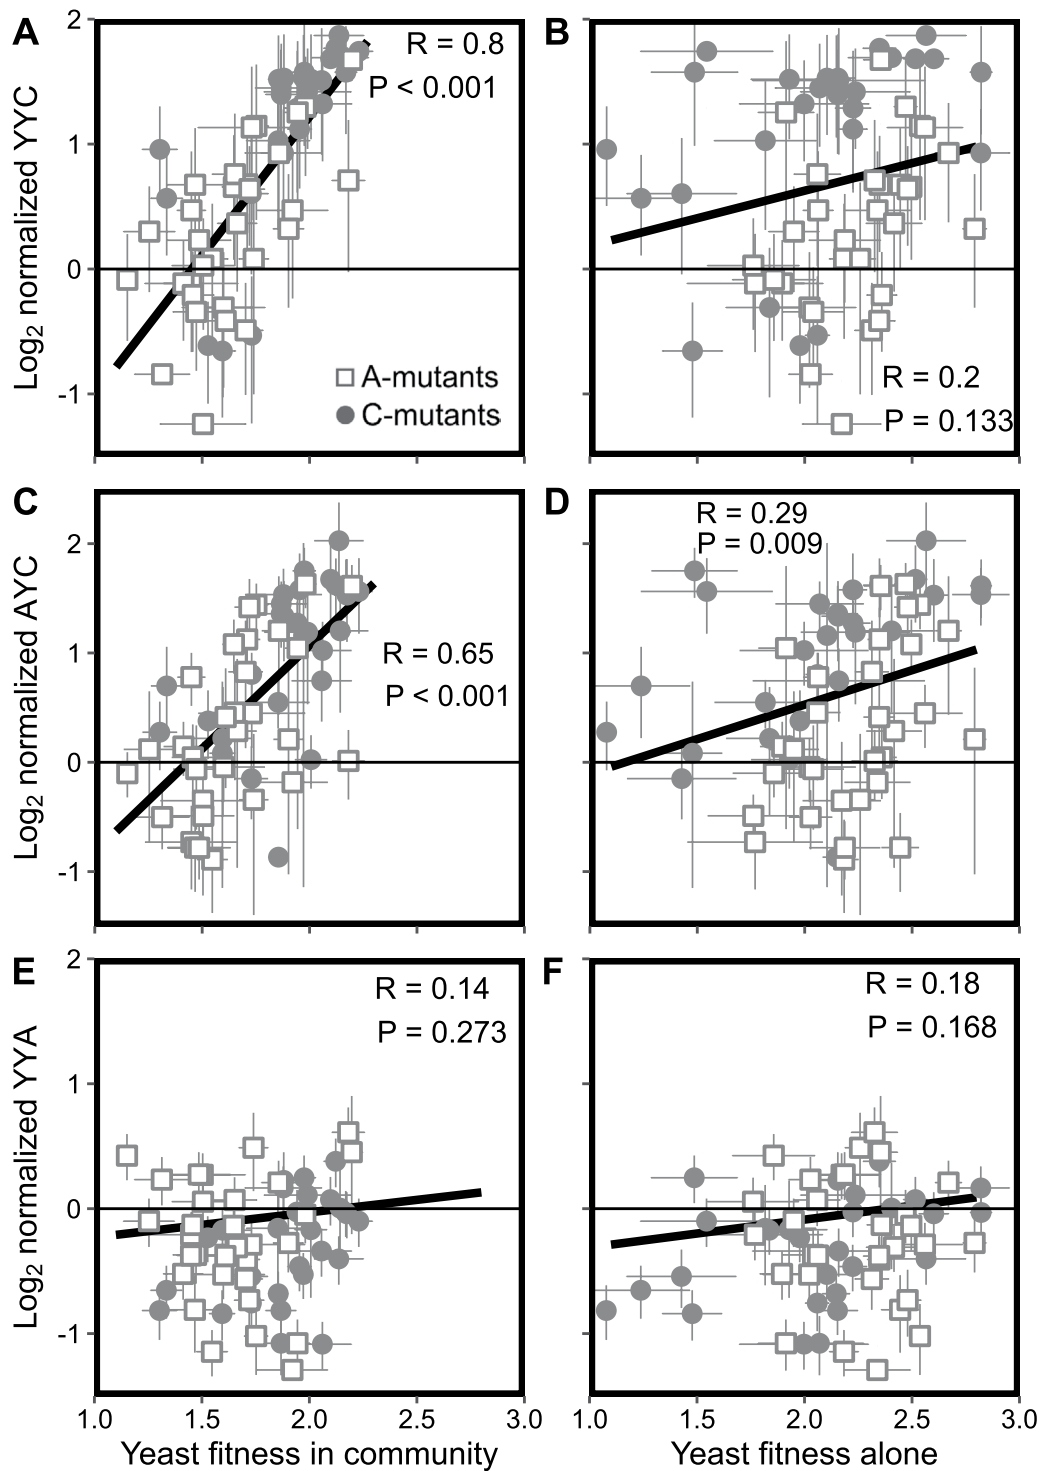 A
B
2
1
0
-1
Log2 normalized YYC
R = 0.8
P < 0.001
A-mutants
C-mutants
R = 0.2
P = 0.133
C
D
2
1
0
-1
Log2 normalized AYC
R = 0.65
P < 0.001
R = 0.29
P = 0.009
E
F
2
1
0
-1
Log2 normalized YYA
R = 0.14
P = 0.273
R = 0.18
P = 0.168
1.0 1.5 2.0 2.5 3.0
1.0 1.5 2.0 2.5 3.0
Yeast fitness in community
Yeast fitness alone